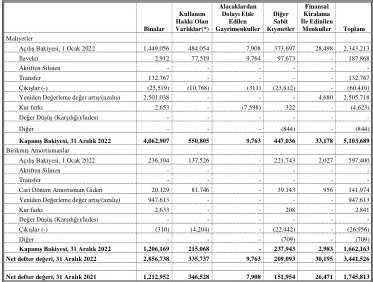 Binalar Kullanım Hakkı Olan Varlıklar(*) Alacaklardan Dolayı Elde Edilen Gayrimenkuller Diğer Sabit Kıymetler Finansal Kiralama İle Edinilen Menkuller Toplam
Maliyetler
Açılış Bakiyesi, 1 Ocak 2022 1,449,056 484,054 7,908 373,697 28,498 2,343,213
İlaveler 2,912 77,519 9,764 97,673 - 187,868
Aktiften Silinen - - - - - -
Transfer 132,767 - - - - 132,767
Çıkışlar (-) (25,519) (10,768) (311) (23,812) - (60,410)
Yeniden Değerleme değer artış/(azalış) 2,501,038 - - - 4,680 2,505,718
Kur farkı 2,653 - (7,598) 322 - (4,623)
Değer Düşüş (Karşılığı)/İadesi - - - - - -
Diğer - - - (844) - (844)
Kapanış Bakiyesi, 31 Aralık 2022 4,062,907 550,805 9,763 447,036 33,178 5,103,689
Birikmiş Amortismanlar
Açılış Bakiyesi, 1 Ocak 2022 236,104 137,526 - 221,743 2,027 597,400
Aktiften Silinen - - - - - -
Transfer - - - - - -
Cari Dönem Amortisman Gideri 20,129 81,746 - 39,143 956 141,974
Yeniden Değerleme değer artış/(azalış) 947,613 - - - - 947,613
Kur farkı 2,633 - - 208 - 2,841
Değer Düşüş (Karşılığı)/İadesi - - - - - -
Çıkışlar (-) (310) (4,204) - (22,442) - (26,956)
Diğer - - - (709) - (709)
Kapanış Bakiyesi, 31 Aralık 2022 1,206,169 215,068 - 237,943 2,983 1,662,163
Net defter değeri, 31 Aralık 2022 2,856,738 335,737 9,763 209,093 30,195 3,441,526
Net defter değeri, 31 Aralık 2021 1,212,952 346,528 7,908 151,954 26,471 1,745,813